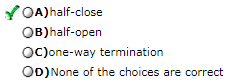 A)half-close
B)half-open
C)one-way termination
D)None of the choices are correct